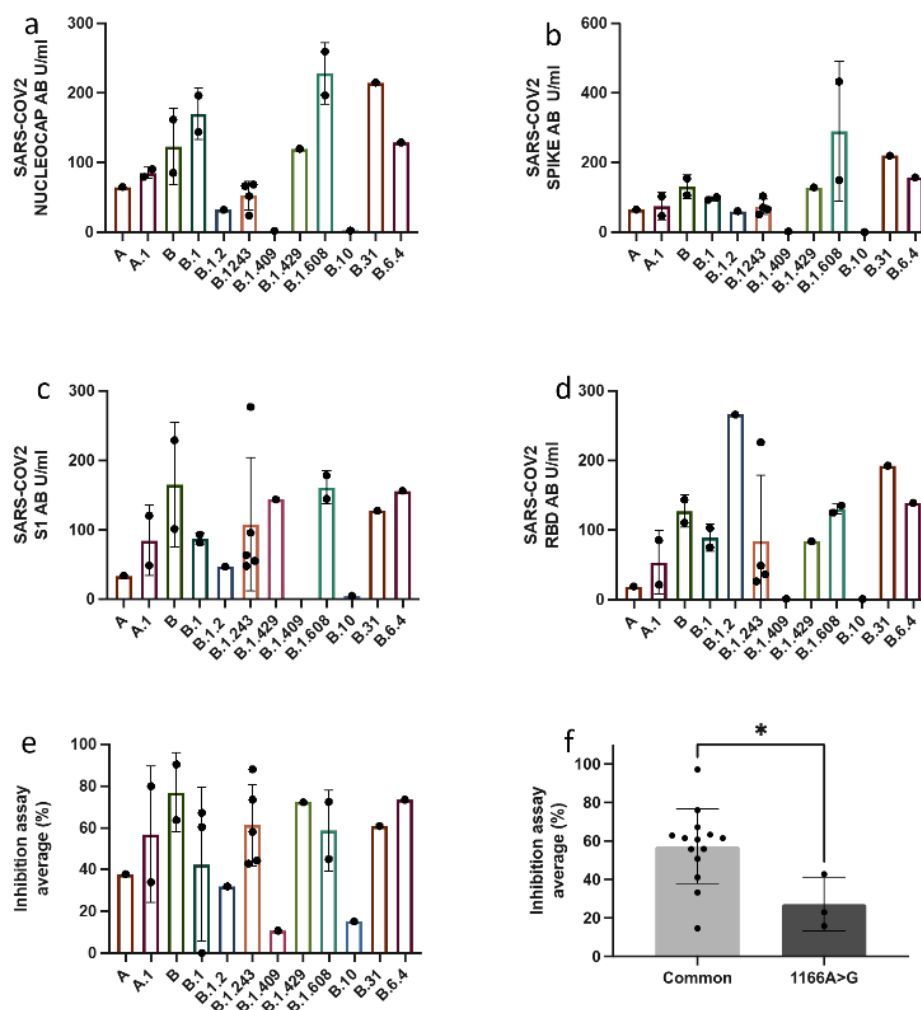 a
SARS-COV2
NUCLEOCAP AB U/ml
300
200
100
0
A
A.1
B
B.1
B.1.2
B.1243
B.1.409
B.1.429
B.1.608
B.10
B.31
B.6.4
b
SARS-COV2
SPIKE AB U/ml
600
400
200
0
A
A.1
B
B.1
B.1.2
B.1243
B.1.409
B.1.429
B.1.608
B.10
B.31
B.6.4
c
SARS-COV2
S1 AB U/ml
300
200
100
0
A
A.1
B
B.1
B.1.2
B.1.243
B.1.429
B.1.409
B.1.608
B.10
B.31
B.6.4
d
SARS-COV2
RBD AB U/ml
300
200
100
0
A
A.1
B
B.1
B.1.2
B.1.243
B.1.409
B.1.429
B.1.608
B.10
B.31
B.6.4
e
Inhibition assay
average (%)
100
80
60
40
20
0
A
A.1
B
B.1
B.1.2
B.1.243
B.1.409
B.1.429
B.1.608
B.10
B.31
B.6.4
f
Inhibition assay
average (%)
100
80
60
40
20
0
*
Common
1166A>G